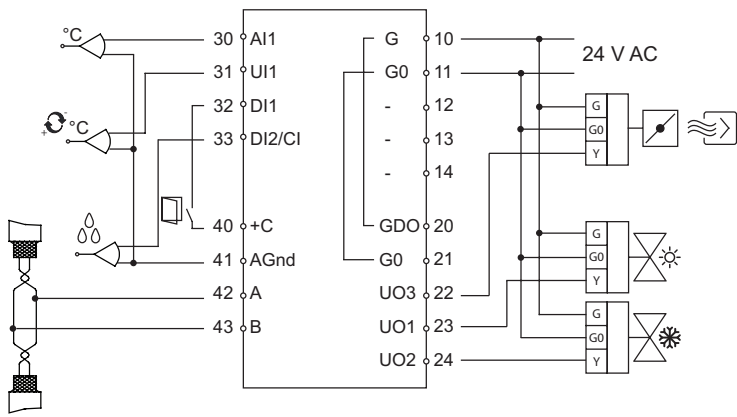 °C
30 AI1 G 10
24 V AC
31 UI1 G0 11
32 DI1 - 12
G
+ - °C
33 DI2/CI - 13
G0
Y
- 14
40 +C GDO 20
G
41 AGnd G0 21
G0
Y
42 A UO3 22
G
43 B UO1 23
G0
UO2 24
Y